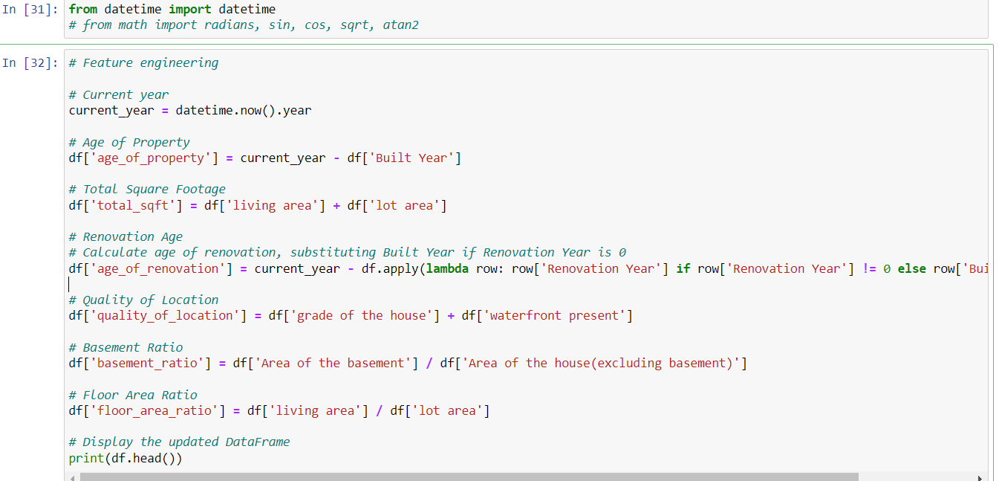 In [31]: from datetime import datetime
# from math import radians, sin, cos, sqrt, atan2
In [32]: # Feature engineering
# Current year
current_year = datetime.now().year
# Age of Property
df['age_of_property'] = current_year - df['Built Year']
# Total Square Footage
df['total_sqft'] = df['living area'] + df['lot area']
# Renovation Age
# Calculate age of renovation, substituting Built Year if Renovation Year is 0
df['age_of_renovation'] = current_year - df.apply(lambda row: row['Renovation Year'] if row['Renovation Year'] != 0 else row['Bui
# Quality of Location
df['quality_of_location'] = df['grade of the house'] + df['waterfront present']
# Basement Ratio
df['basement_ratio'] = df['Area of the basement'] / df['Area of the house(excluding basement)']
# Floor Area Ratio
df['floor_area_ratio'] = df['living area'] / df['lot area']
# Display the updated DataFrame
print(df.head())